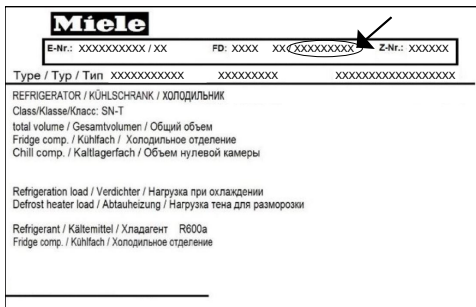 Miele
E-Nr.: XXXXXXXXXX / XX FD: XXXX XX XXXXXXXXX Z-Nr.: XXXXXX
Type / Typ / Тип XXXXXXXXXXX XXXXXXXXX XXXXXXXXXXXXXXXXXX
REFRIGERATOR / KÜHLSCHRANK / ХОЛОДИЛЬНИК
Class/Klasse/Класс: SN-T
total volume / Gesamtvolumen / Общий объем
Fridge comp. / Kühlfach / Холодильное отделение
Chill comp. / Kaltlagerfach / Объем нулевой камеры
Refrigeration load / Verdichter / Нагрузка при охлаждении
Defrost heater load / Abtauheizung / Нагрузка тена для разморозки
Refrigerant / Kältemittel / Хладагент R600a
Fridge comp. / Kühlfach / Холодильное отделение